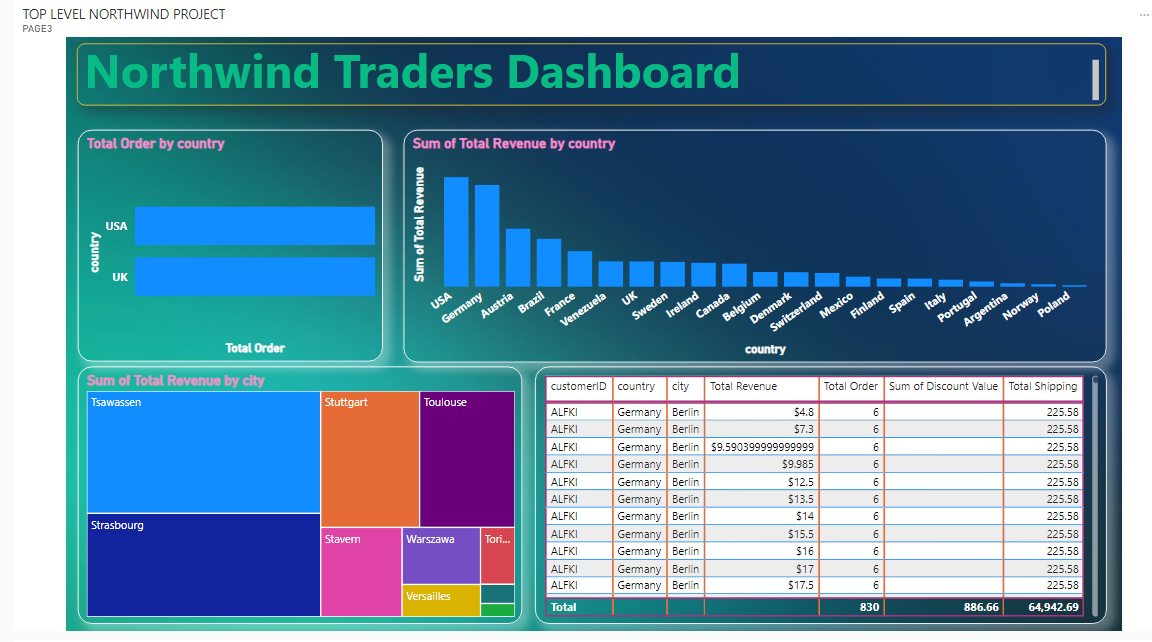 TOP LEVEL NORTHWIND PROJECT
PAGE3
Northwind Traders Dashboard
Total Order by country
country
USA
UK
Total Order
Sum of Total Revenue by country
Sum of Total Revenue
USA Germany Austria Brazil France Venezuela UK Sweden Ireland Canada Belgium Denmark Switzerland Mexico Finland Spain Italy Portugal Argentina Norway Poland
country
Sum of Total Revenue by city
Tsawassen
Stuttgart
Toulouse
Strasbourg
Stavern
Warszawa
Tori...
Versailles
customerID country city Total Revenue Total Order Sum of Discount Value Total Shipping
ALFKI Germany Berlin $4.8 6 225.58
ALFKI Germany Berlin $7.3 6 225.58
ALFKI Germany Berlin $9.590399999999999 6 225.58
ALFKI Germany Berlin $9.985 6 225.58
ALFKI Germany Berlin $12.5 6 225.58
ALFKI Germany Berlin $13.5 6 225.58
ALFKI Germany Berlin $14 6 225.58
ALFKI Germany Berlin $15.5 6 225.58
ALFKI Germany Berlin $16 6 225.58
ALFKI Germany Berlin $17 6 225.58
ALFKI Germany Berlin $17.5 6 225.58
Total 830 886.66 64,942.69